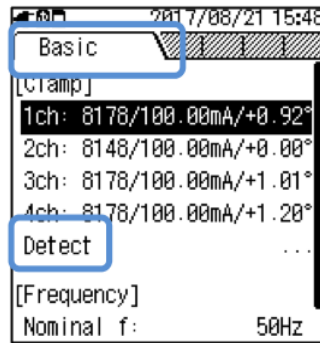 2017/08/21 15:48
Basic
[Clamp]
1ch: 8178/100.00mA/+0.92°
2ch: 8148/100.00mA/+0.00°
3ch: 8178/100.00mA/+1.01°
4ch: 8178/100.00mA/+1.20°
Detect ...
[Frequency]
Nominal f: 50Hz